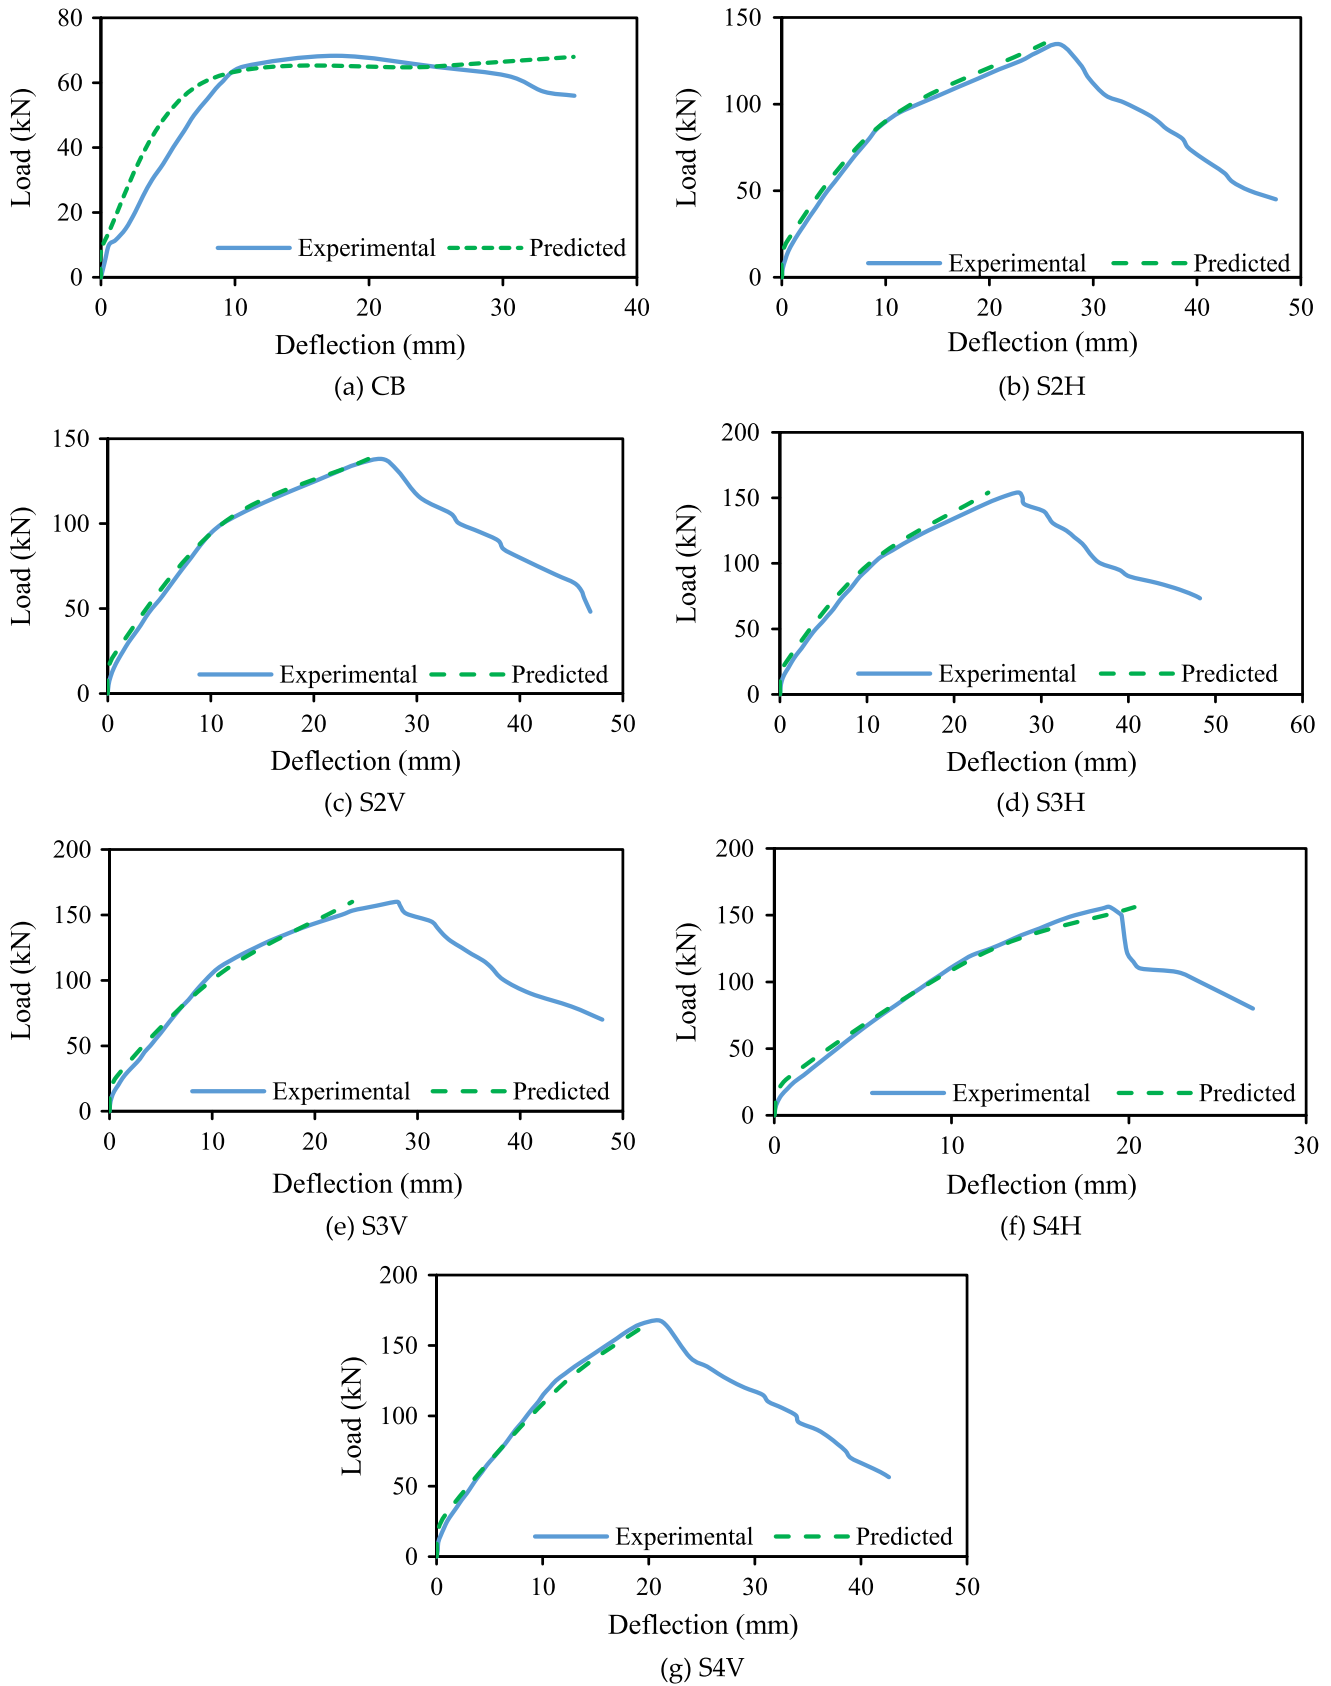 80
60
40
20
0
Load (kN)
Experimental
Predicted
0 10 20 30 40
Deflection (mm)
(a) CB
150
100
50
0
Load (kN)
Experimental
Predicted
0 10 20 30 40 50
Deflection (mm)
(b) S2H
150
100
50
0
Load (kN)
Experimental
Predicted
0 10 20 30 40 50
Deflection (mm)
(c) S2V
200
150
100
50
0
Load (kN)
Experimental
Predicted
0 10 20 30 40 50 60
Deflection (mm)
(d) S3H
200
150
100
50
0
Load (kN)
Experimental
Predicted
0 10 20 30 40 50
Deflection (mm)
(e) S3V
200
150
100
50
0
Load (kN)
Experimental
Predicted
0 10 20 30
Deflection (mm)
(f) S4H
200
150
100
50
0
Load (kN)
Experimental
Predicted
0 10 20 30 40 50
Deflection (mm)
(g) S4V